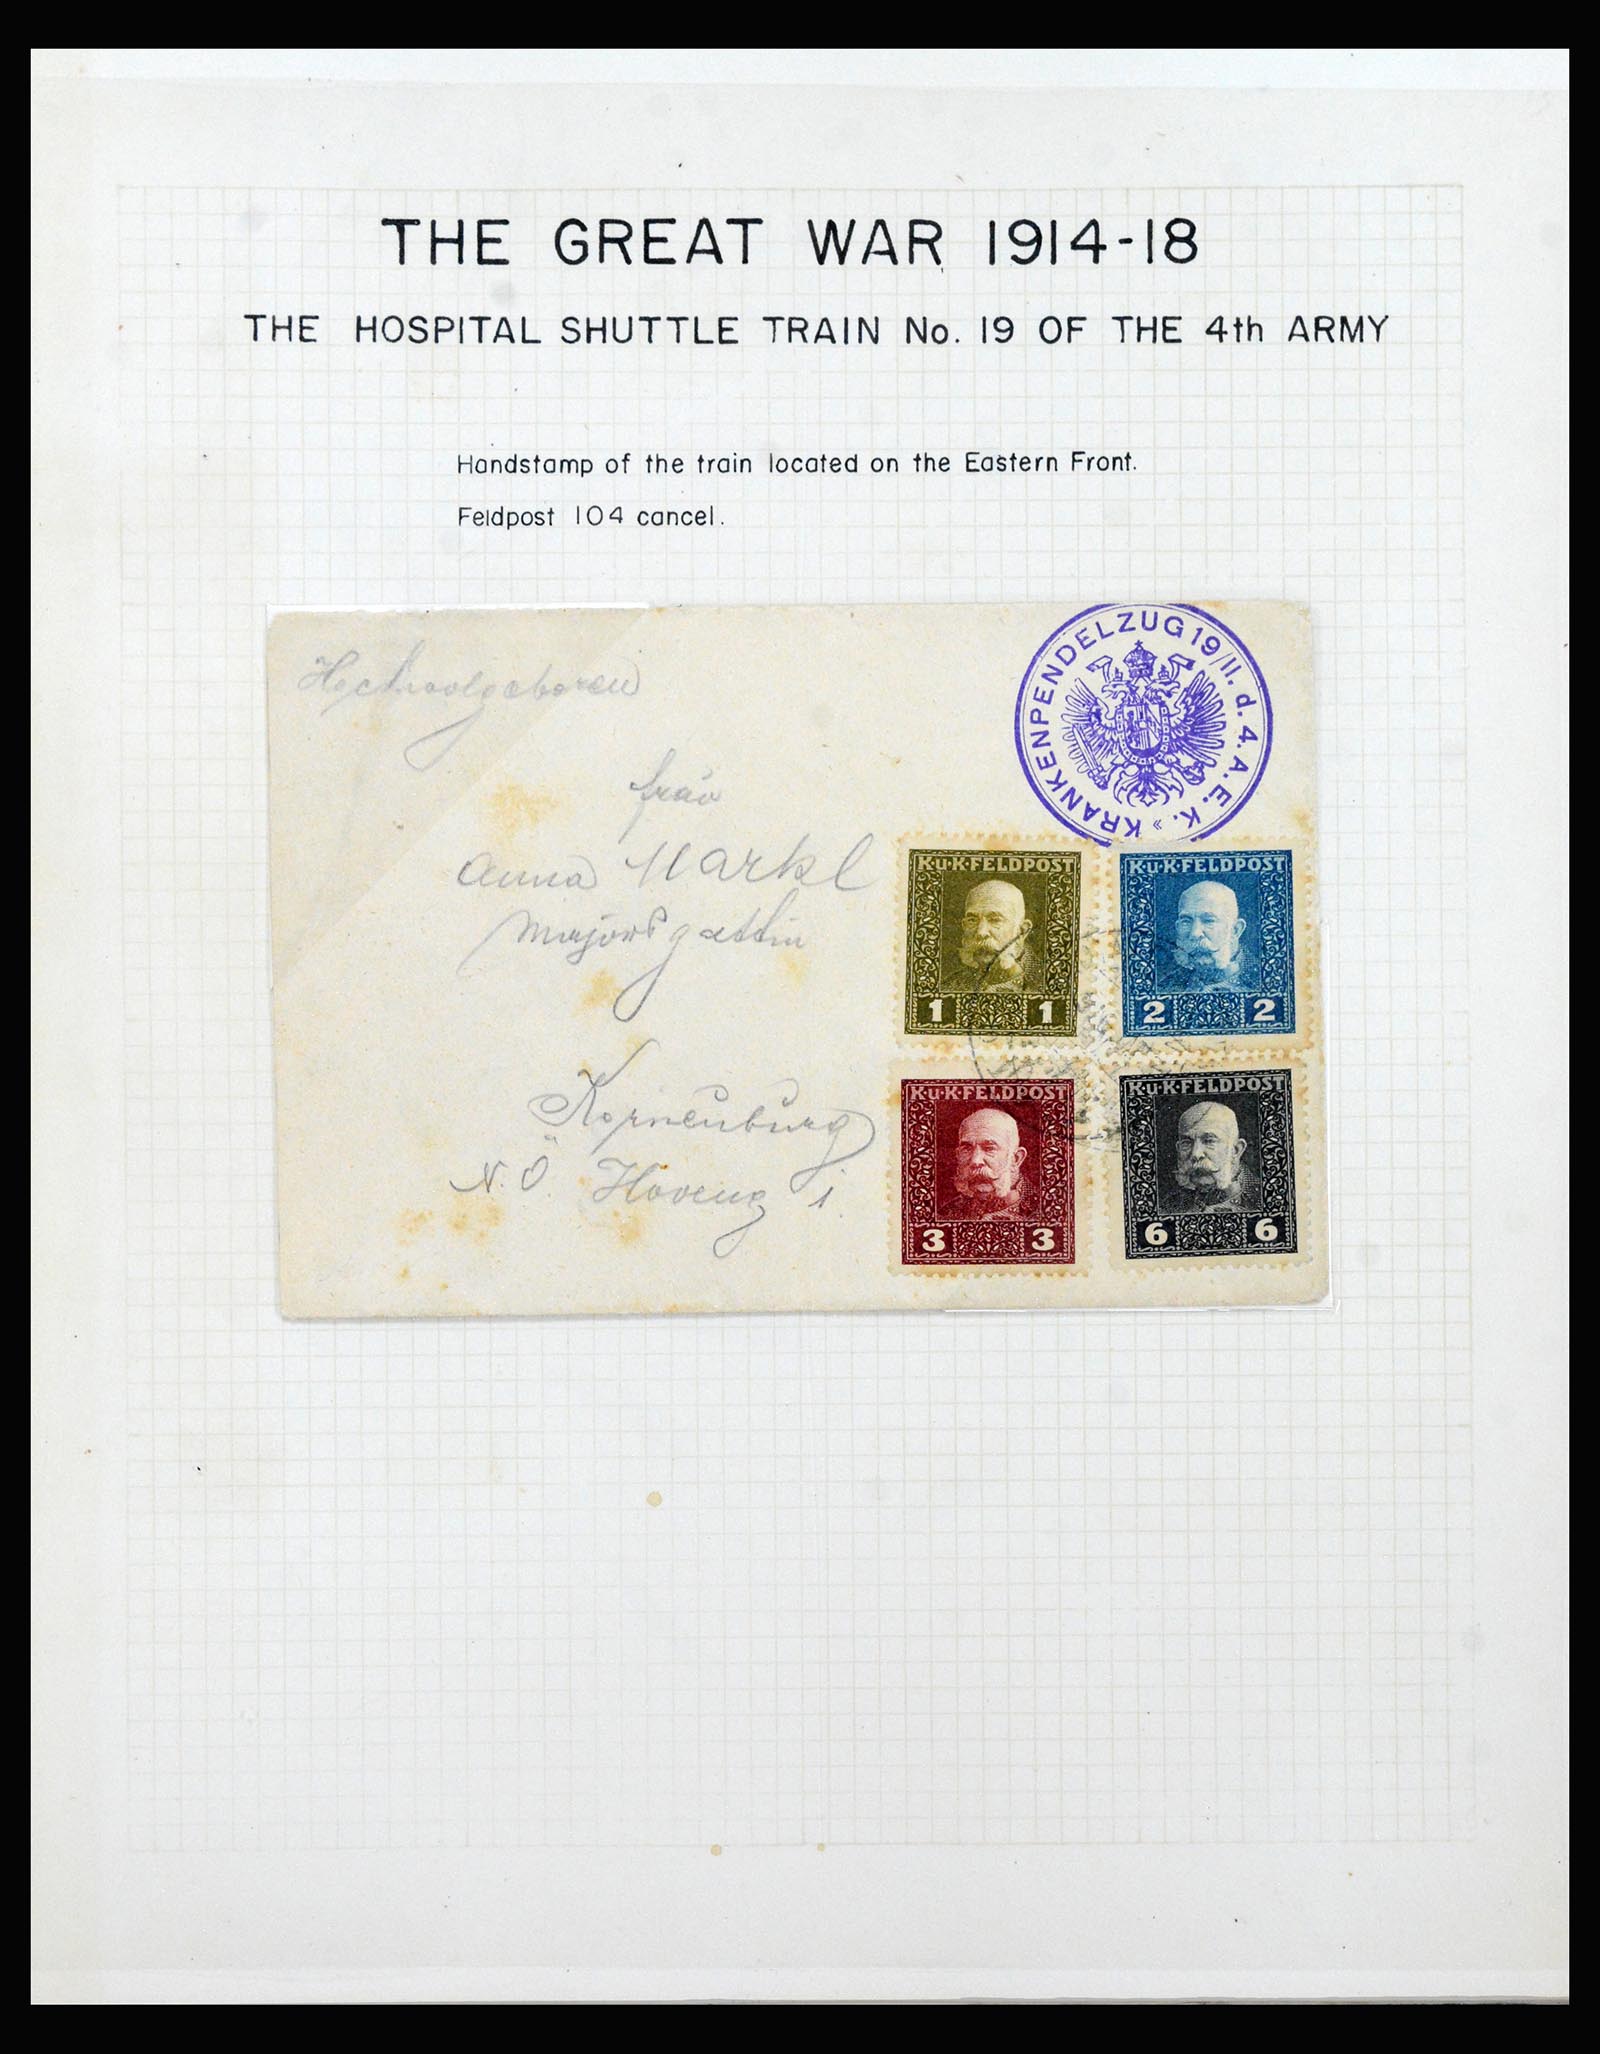 THE GREAT WAR 1914-18
THE HOSPITAL SHUTTLE TRAIN No. 19 OF THE 4th ARMY
Handstamp of the train located on the Eastern Front.
Feldpost 104 cancel.
KRANKENPENDELZUG 19/II. d. 4. A. E. K.
Hochwolgeboren
Frau
Anna Markl
Majorsgattin
Korneuburg
N.Ö.
K.u.K. FELDPOST
1 1
K.u.K. FELDPOST
2 2
K.u.K. FELDPOST
3 3
K.u.K. FELDPOST
6 6